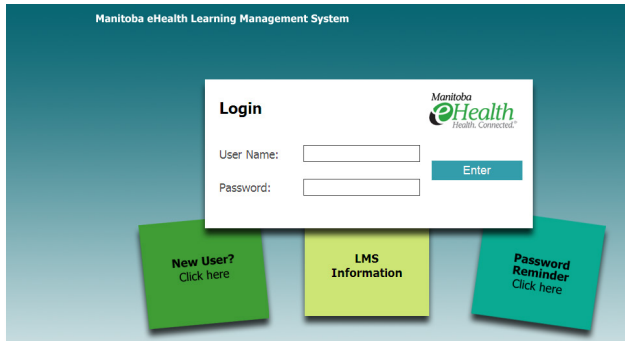 Manitoba eHealth Learning Management System
Login
Manitoba
eHealth
Health. Connected.®
User Name:
Enter
Password:
New User?
Click here
LMS
Information
Password
Reminder
Click here